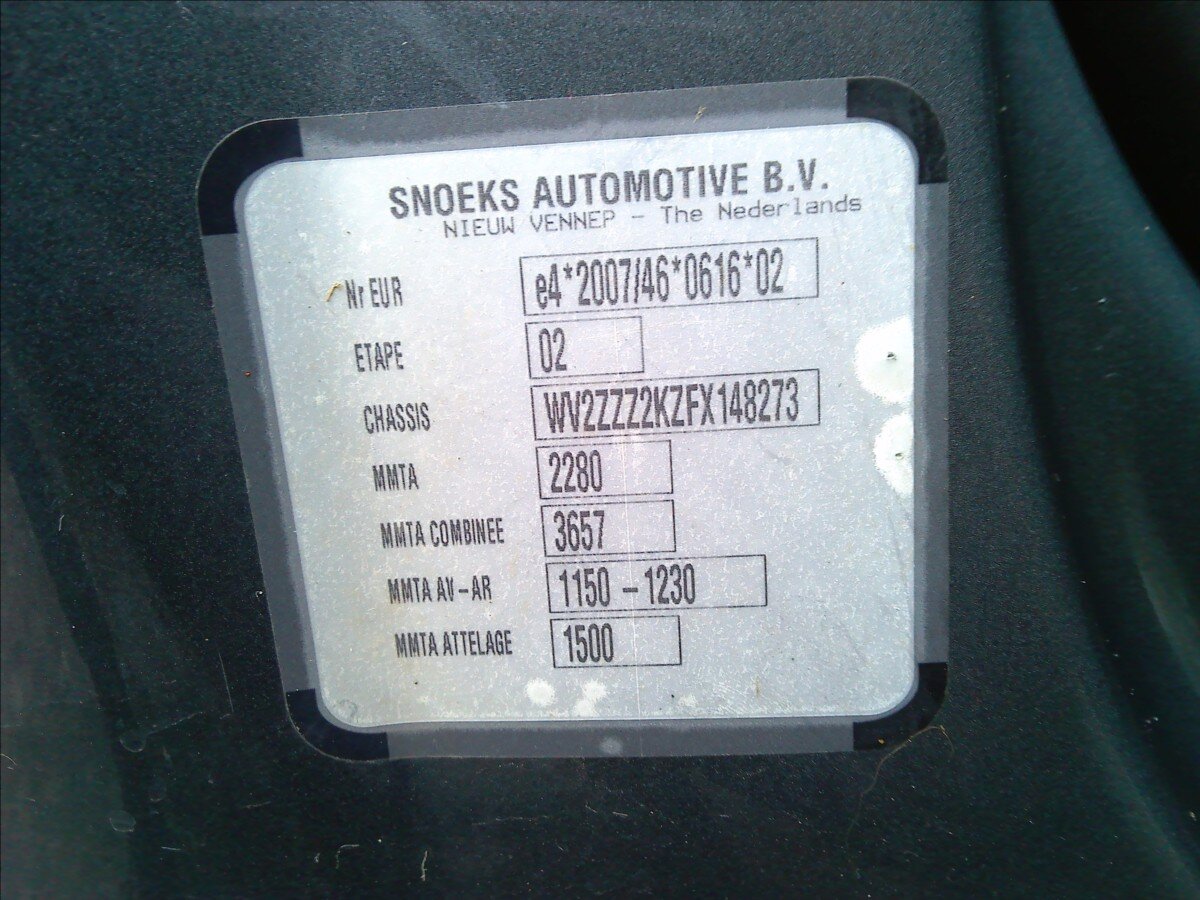 SNOEKS AUTOMOTIVE B.V.
NIEUW VENNEP - The Nederlands
Nr EUR e4*2007/46*0616*02
ETAPE 02
CHASSIS WV2ZZZ2KZFX148273
MMTA 2280
MMTA COMBINEE 3657
MMTA AV-AR 1150 - 1230
MMTA ATTELAGE 1500